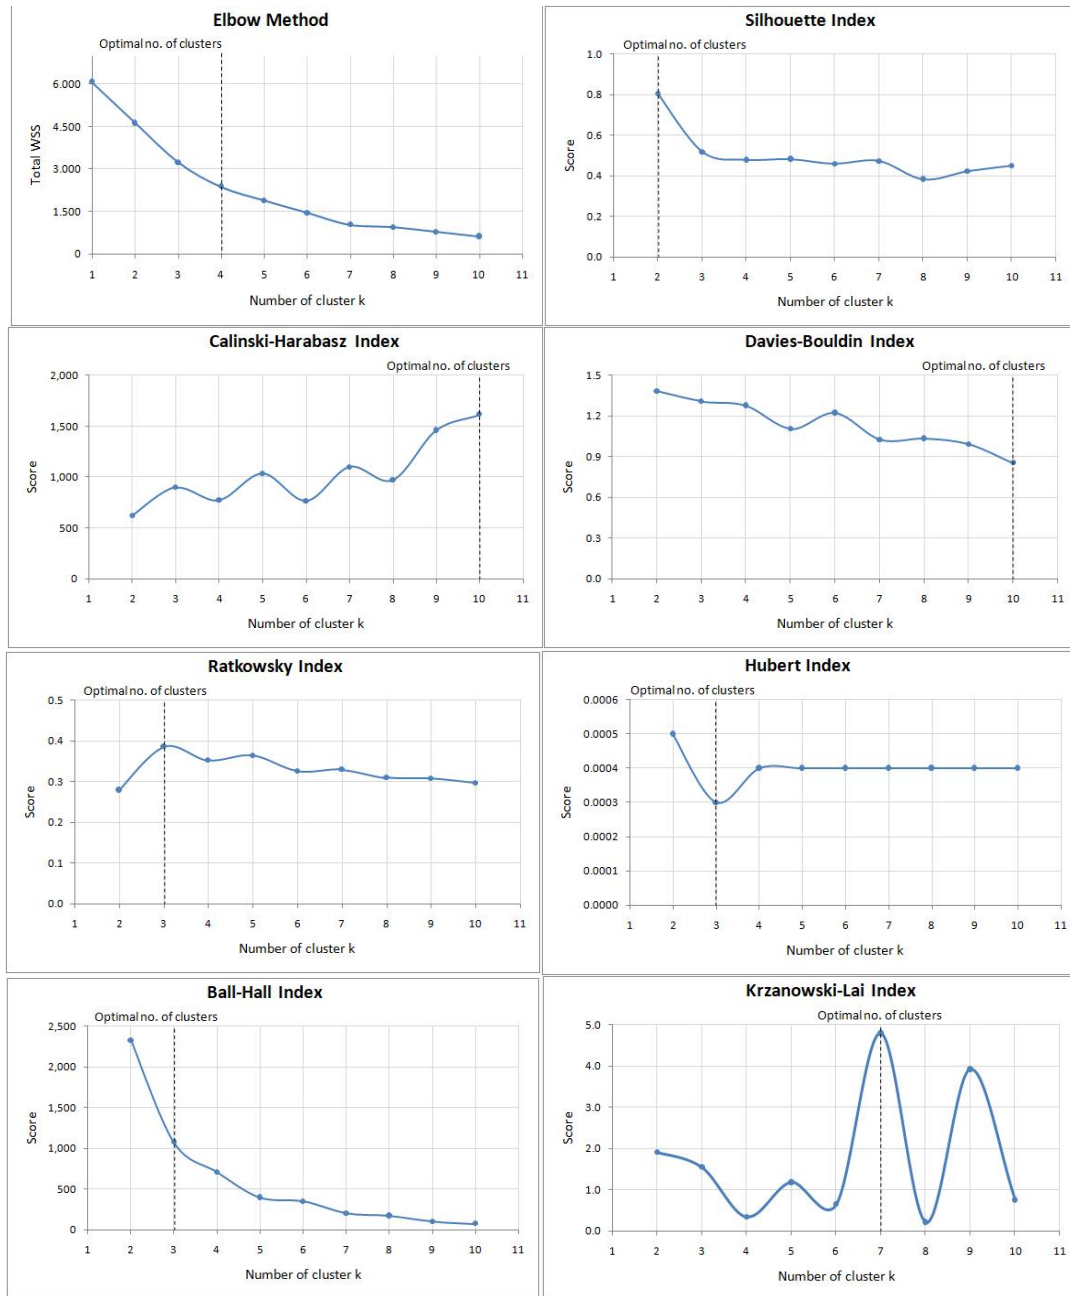 Elbow Method
Optimal no. of clusters
6.000
4.500
3.000
1.500
0
Total WSS
1 2 3 4 5 6 7 8 9 10 11
Number of cluster k
Silhouette Index
Optimal no. of clusters
1.0
0.8
0.6
0.4
0.2
0.0
Score
1 2 3 4 5 6 7 8 9 10 11
Number of cluster k
Calinski-Harabasz Index
Optimal no. of clusters
2,000
1,500
1,000
500
0
Score
1 2 3 4 5 6 7 8 9 10 11
Number of cluster k
Davies-Bouldin Index
Optimal no. of clusters
1.5
1.2
0.9
0.6
0.3
0.0
Score
1 2 3 4 5 6 7 8 9 10 11
Number of cluster k
Ratkowsky Index
Optimal no. of clusters
0.5
0.4
0.3
0.2
0.1
0.0
Score
1 2 3 4 5 6 7 8 9 10 11
Number of cluster k
Hubert Index
Optimal no. of clusters
0.0006
0.0005
0.0004
0.0003
0.0002
0.0001
0.0000
Score
1 2 3 4 5 6 7 8 9 10 11
Number of cluster k
Ball-Hall Index
Optimal no. of clusters
2,500
2,000
1,500
1,000
500
0
Score
1 2 3 4 5 6 7 8 9 10 11
Number of cluster k
Krzanowski-Lai Index
Optimal no. of clusters
5.0
4.0
3.0
2.0
1.0
0.0
Score
1 2 3 4 5 6 7 8 9 10 11
Number of cluster k